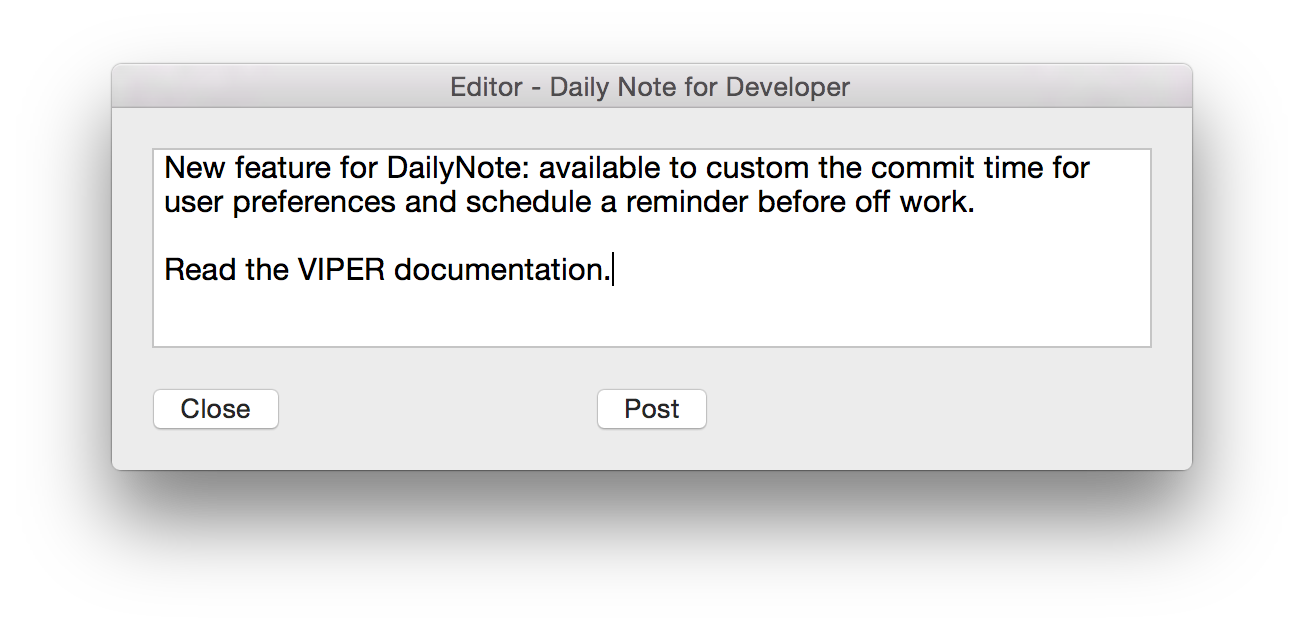 Editor - Daily Note for Developer
New feature for DailyNote: available to custom the commit time for
user preferences and schedule a reminder before off work.
Read the VIPER documentation.
Close
Post